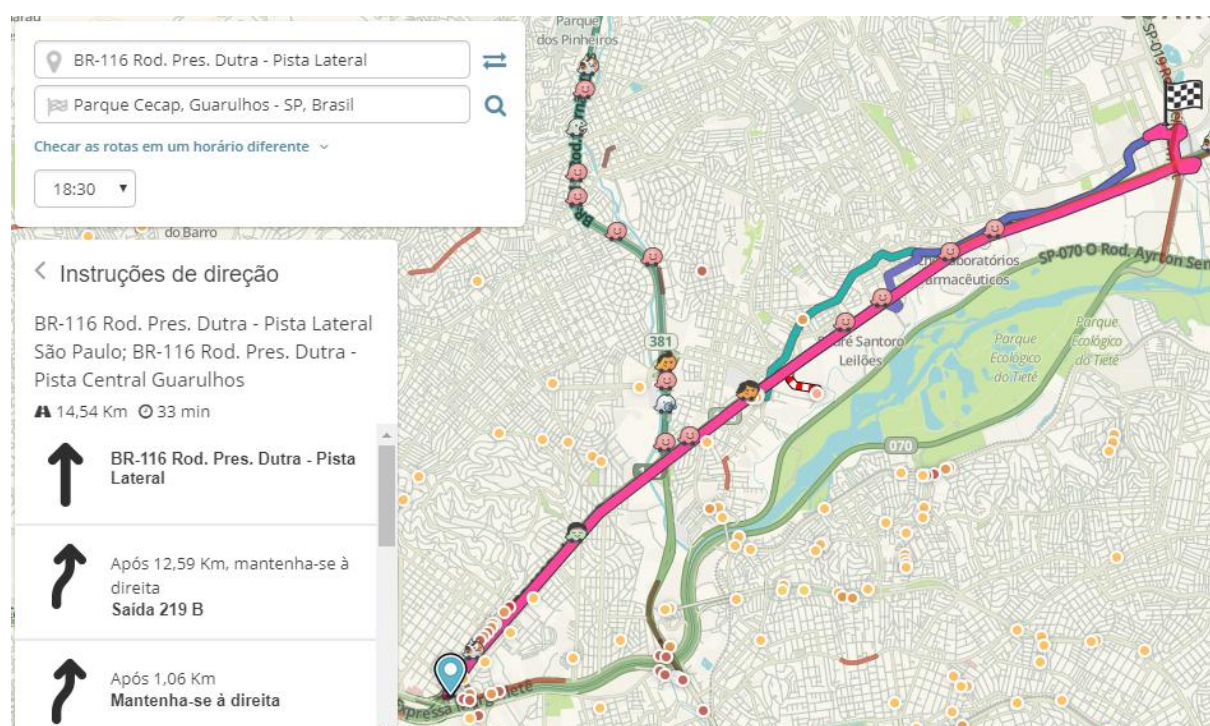 BR-116 Rod. Pres. Dutra - Pista Lateral
Parque Cecap, Guarulhos - SP, Brasil
Checar as rotas em um horário diferente
18:30
do Barro
Instruções de direção
BR-116 Rod. Pres. Dutra - Pista Lateral
São Paulo; BR-116 Rod. Pres. Dutra -
Pista Central Guarulhos
14,54 Km 33 min
BR-116 Rod. Pres. Dutra - Pista
Lateral
Após 12,59 Km, mantenha-se à
direita
Saída 219 B
Após 1,06 Km
Mantenha-se à direita
Parque
dos Pinheiros
381
Leilões
SP-070 O Rod. Ayrton Sen
Parque
Ecológico
do Tietê
Parque
Ecológico
do Tietê
070
SP-019